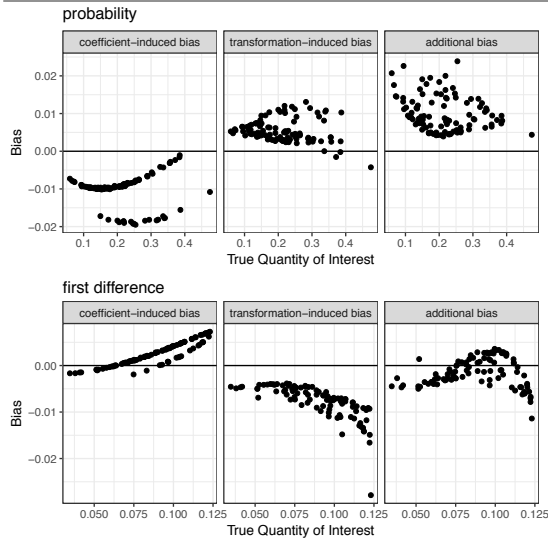 probability
coefficient−induced bias
transformation−induced bias
additional bias
0.02
0.01
0.00
−0.01
−0.02
Bias
0.1 0.2 0.3 0.4 0.1 0.2 0.3 0.4 0.1 0.2 0.3 0.4
True Quantity of Interest
first difference
coefficient−induced bias
transformation−induced bias
additional bias
0.00
−0.01
−0.02
Bias
0.050 0.075 0.100 0.125 0.050 0.075 0.100 0.125 0.050 0.075 0.100 0.125
True Quantity of Interest